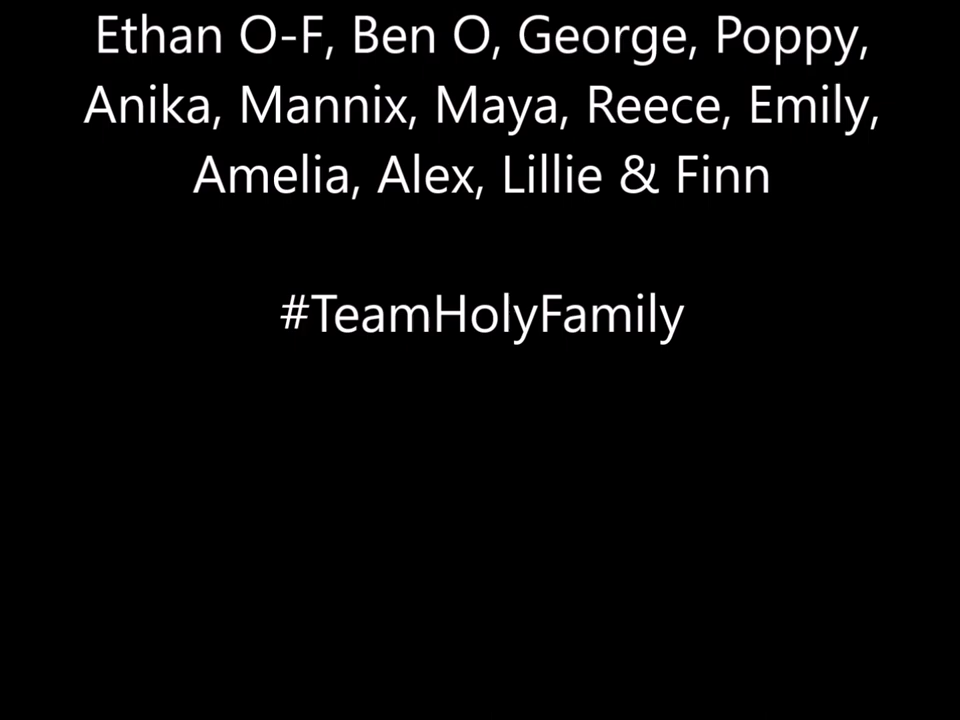 Ethan O-F, Ben O, George, Poppy,
Anika, Mannix, Maya, Reece, Emily,
Amelia, Alex, Lillie & Finn
#TeamHolyFamily